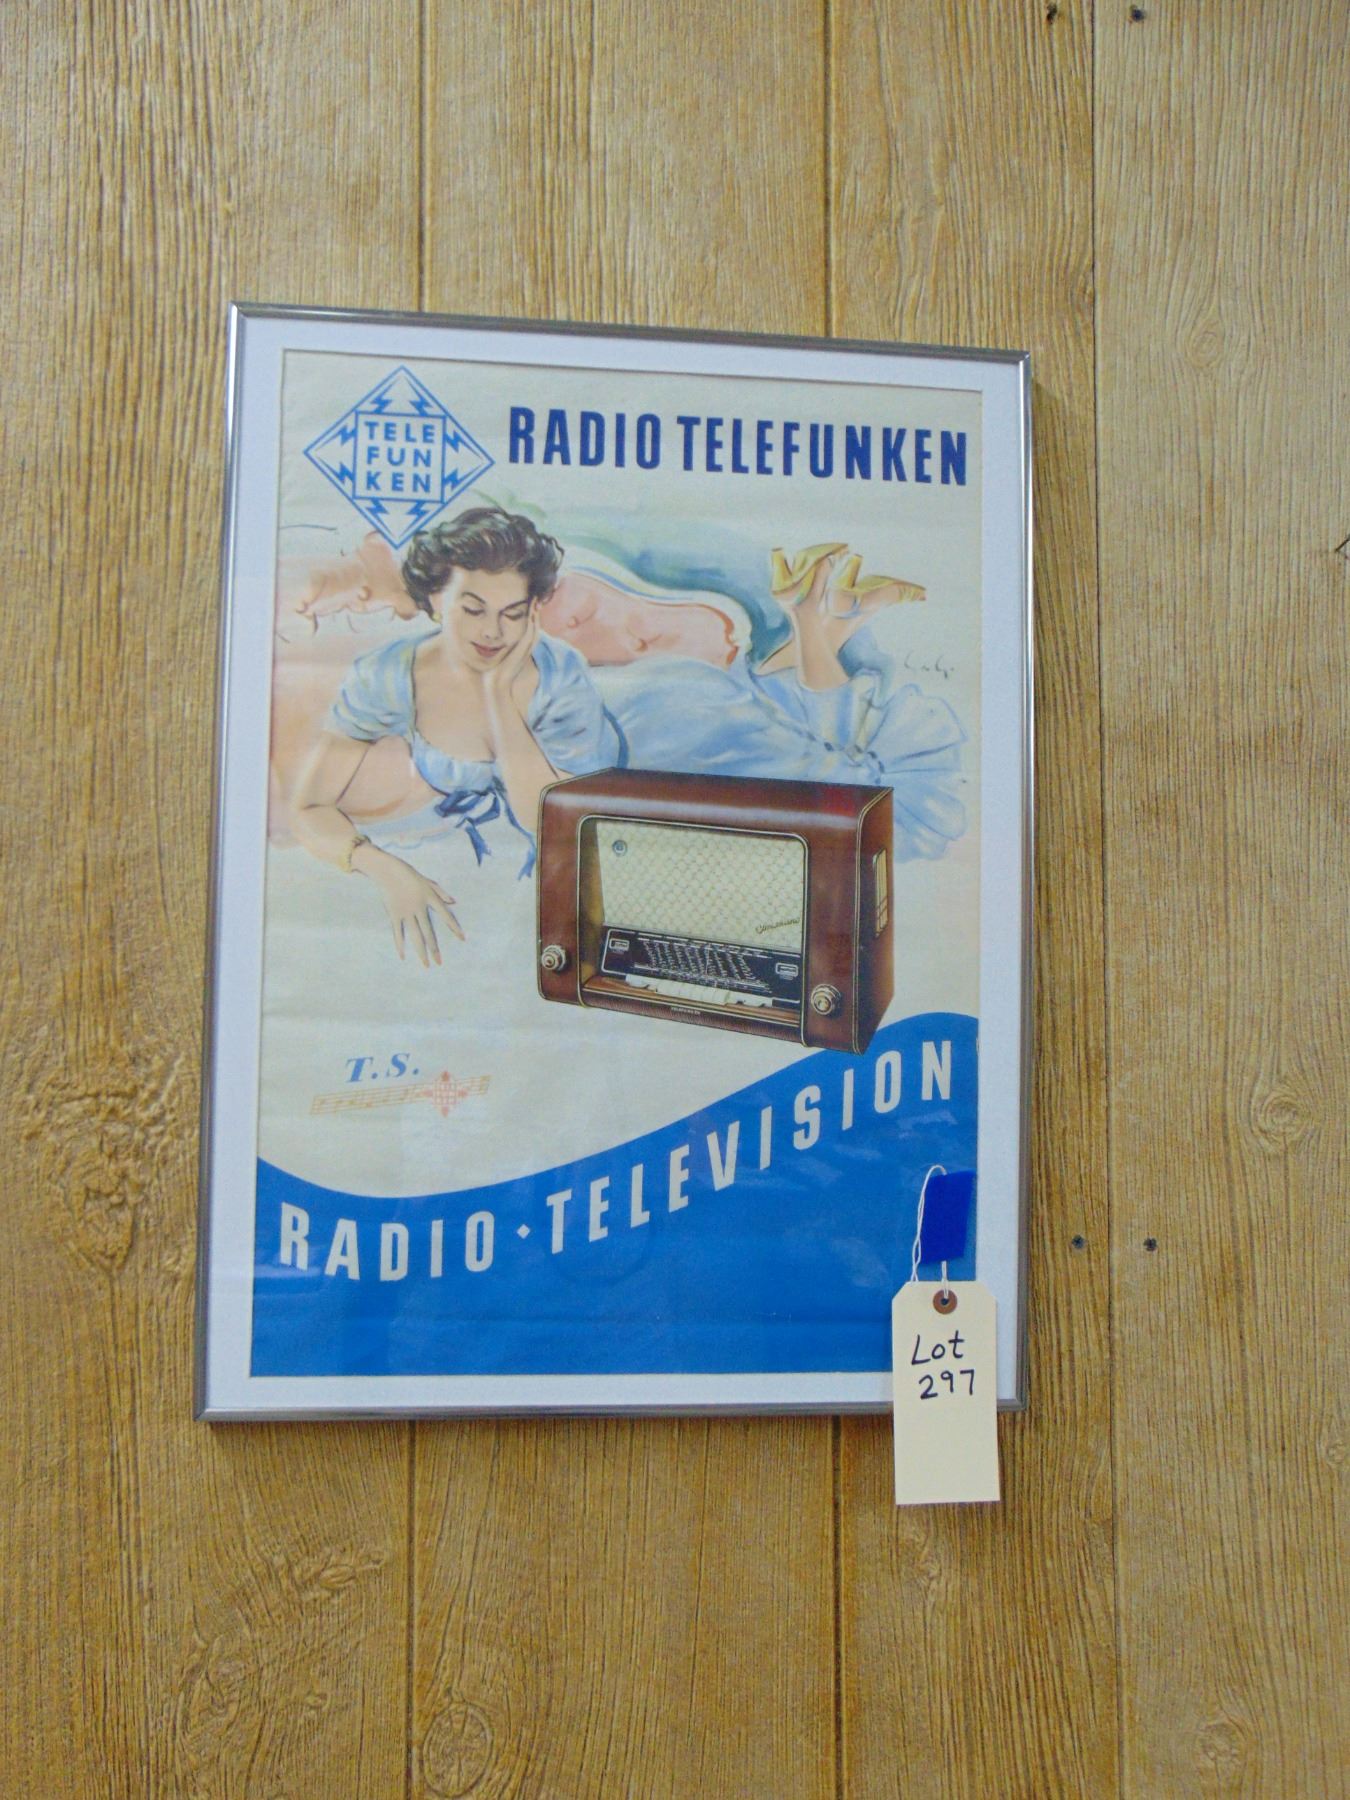 TELE
FUN
KEN
RADIO TELEFUNKEN
T.S.
RADIO · TELEVISION
Lot
297